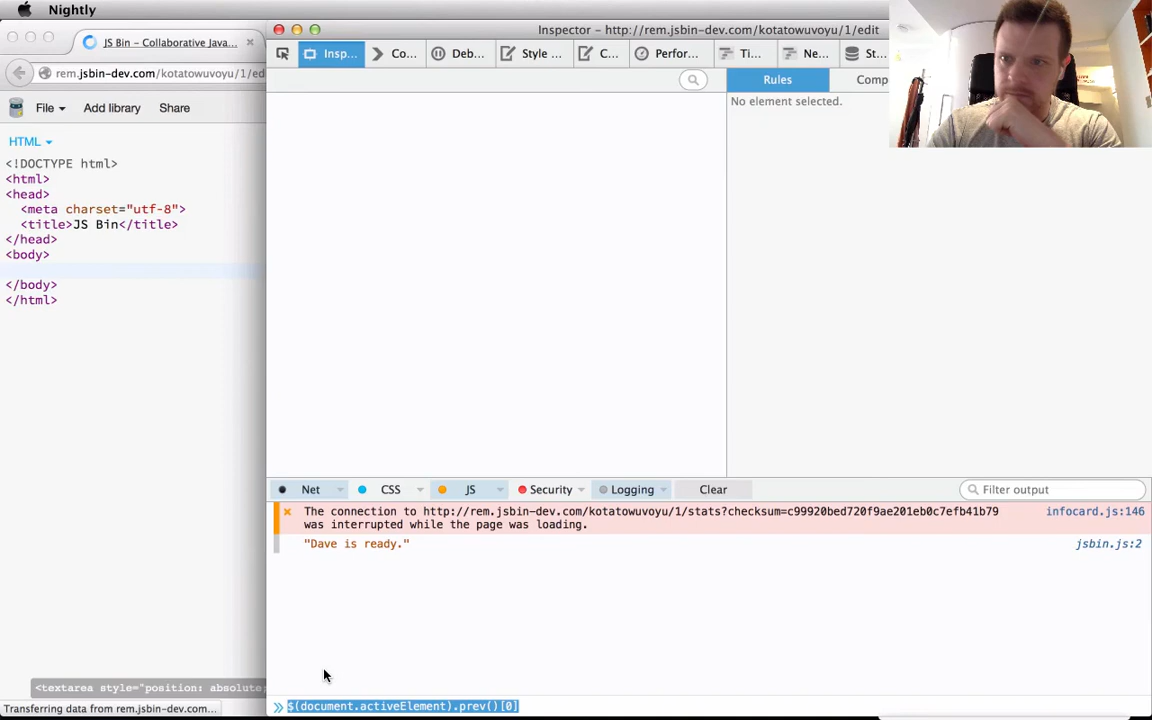 Nightly
Inspector - http://rem.jsbin-dev.com/kotatowuvoyu/1/edit
JS Bin - Collaborative Java...
Insp...
Co...
Deb...
Style ...
C...
Perfor...
Ti...
Ne...
St...
rem.jsbin-dev.com/kotatowuvoyu/1/ed
Rules
Comp
No element selected.
File
Add library
Share
HTML
<!DOCTYPE html>
<html>
<head>
<meta charset="utf-8">
<title>JS Bin</title>
</head>
<body>
</body>
</html>
Net
CSS
JS
Security
Logging
Clear
Filter output
The connection to http://rem.jsbin-dev.com/kotatowuvoyu/1/stats?checksum=c99920bed720f9ae201eb0c7efb41b79
infocard.js:146
was interrupted while the page was loading.
"Dave is ready."
jsbin.js:2
<textarea style="position: absolute;
Transferring data from rem.jsbin-dev.com...
$(document.activeElement).prev()[0]